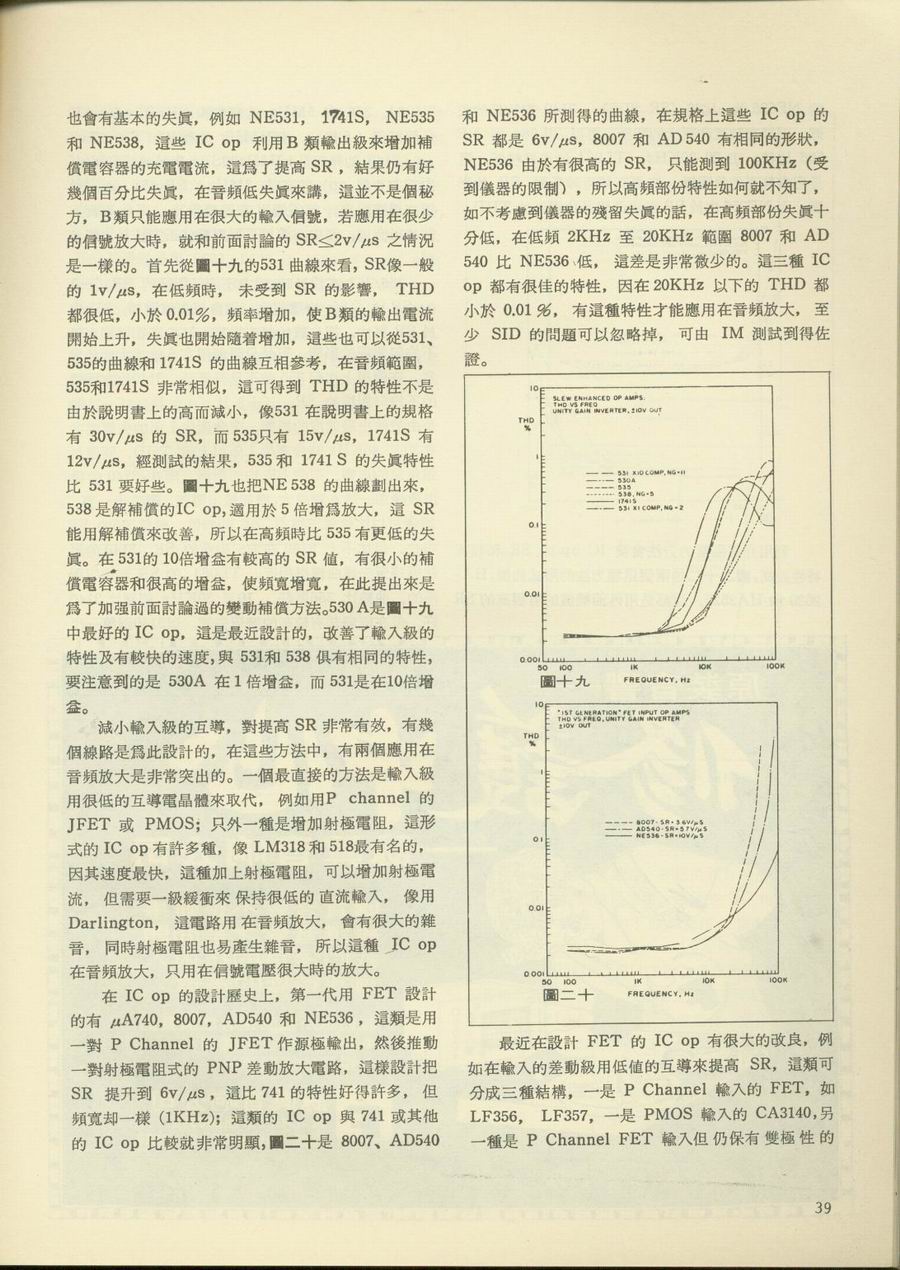 也會有基本的失眞，例如 NE531， 1741S， NE535
和 NE538，這些 IC op 利用B 類輸出級來增加補
償電容器的充電電流，這爲了提高 SR ，結果仍有好
幾個百分比失眞，在音頻低失眞來講，這並不是個秘
方， B類只能應用在很大的輸入信號，若應用在很少
的信號放大時，就和前面討論的 SR≤2v/μs 之情況
是一樣的。首先從圖十九的531 曲線來看，SR像一般
的 1v/μs，在低頻時， 未受到 SR 的影響， THD
都很低，小於 0.01%，頻率增加，使B類的輸出電流
開始上升，失眞也開始隨着增加，這些也可以從531、
535的曲線和 1741S 的曲線互相參考，在音頻範圍，
535和1741S 非常相似，這可得到 THD 的特性不是
由於說明書上的高而減小，像531 在說明書上的規格
有 30v/μs 的 SR，而 535只有 15v/μs，1741S 有
12v/μs，經測試的結果，535 和 1741 S 的失眞特性
比 531 要好些。圖十九也把NE 538 的曲線劃出來，
538 是解補償的IC op，適用於 5 倍增爲放大，這 SR
能用解補償來改善，所以在高頻時比 535 有更低的失
眞。在 531的 10倍增益有較高的 SR 値，有很小的補
償電容器和很高的增益，使頻寬增寬，在此提出來是
爲了加强前面討論過的變動補償方法。530 A是圖十九
中最好的 IC op，這是最近設計的，改善了輸入級的
特性及有較快的速度，與 531和 538 俱有相同的特性，
要注意到的是 530A 在 1 倍增益，而 531是在10倍增
益。
減小輸入級的互導，對提高 SR 非常有效，有幾
個線路是爲此設計的，在這些方法中，有兩個應用在
音頻放大是非常突出的。一個最直接的方法是輸入級
用很低的互導電晶體來取代， 例如用P channel 的
JFET 或 PMOS；只外一種是增加射極電阻，這形
式的 IC op 有許多種，像 LM318 和 518最有名的，
因其速度最快，這種加上射極電阻，可以增加射極電
流， 但需要一級緩衝來 保持很低的 直流輸入， 像用
Darlington， 這電路用 在音頻放大， 會有很大的雜
音， 同時射極電阻也易產生雜音， 所以這種 IC op
在音頻放大，只用在信號電壓很大時的放大。
在 IC op 的設計歷史上，第一代用 FET 設計
的有 μA740，8007，AD540 和 NE536 ，這類是用
一對 P Channel 的 JFET 作源極輸出，然後推動
一對射極電阻式的 PNP 差動放大電路，這樣設計把
SR 提升到 6v/μs ，這比 741 的特性好得許多， 但
頻寬却一樣 (1KHz)；這類的 IC op 與 741 或其他
的 IC op 比較就非常明顯，圖二十是 8007、AD540
和 NE536 所測得的曲線，在規格上這些 IC op 的
SR 都是 6v/μs，8007 和 AD 540 有相同的形狀，
NE536 由於有很高的 SR， 只能測到 100KHz（受
到儀器的限制），所以高頻部份特性如何就不知了，
如不考慮到儀器的殘留失眞的話，在高頻部份失眞十
分低，在低頻 2KHz 至 20KHz 範圍 8007 和 AD
540 比 NE536 低， 這差是非常微少的。這三種 IC
op 都有很佳的特性，因在 20KHz 以下的 THD 都
小於 0.01 %， 有這種特性才能應用在音頻放大， 至
少 SID 的問題可以忽略掉， 可由 IM 測試到得佐
證。
SLEW ENHANCED OP AMPS.
THD VS FREQ
UNITY GAIN INVERTER, ±10V OUT
10
THD
%
1
0.1
0.01
0.001
531 X10 COMP, NG=11
530A
535
538, NG=5
1741S
531 X1 COMP, NG=2
50 100 1K 10K 100K
圖十九 FREQUENCY, Hz
"1ST GENERATION" FET INPUT OP AMPS
THD VS FREQ, UNITY GAIN INVERTER
±10V OUT
10
THD
%
1
0.1
0.01
0.001
8007 - SR=3.6V/μS
AD540 - SR=5.7V/μS
NE536 - SR=10V/μS
50 100 1K 10K 100K
圖二十 FREQUENCY, Hz
最近在設計 FET 的 IC op 有很大的改良，例
如在輸入的差動級用低値的互導來提高 SR，這類可
分成三種結構，一是 P Channel 輸入的 FET，如
LF356， LF357，一是 PMOS 輸入的 CA3140，另
一種是 P Channel FET 輸入但 仍保有 雙極 性 的
39